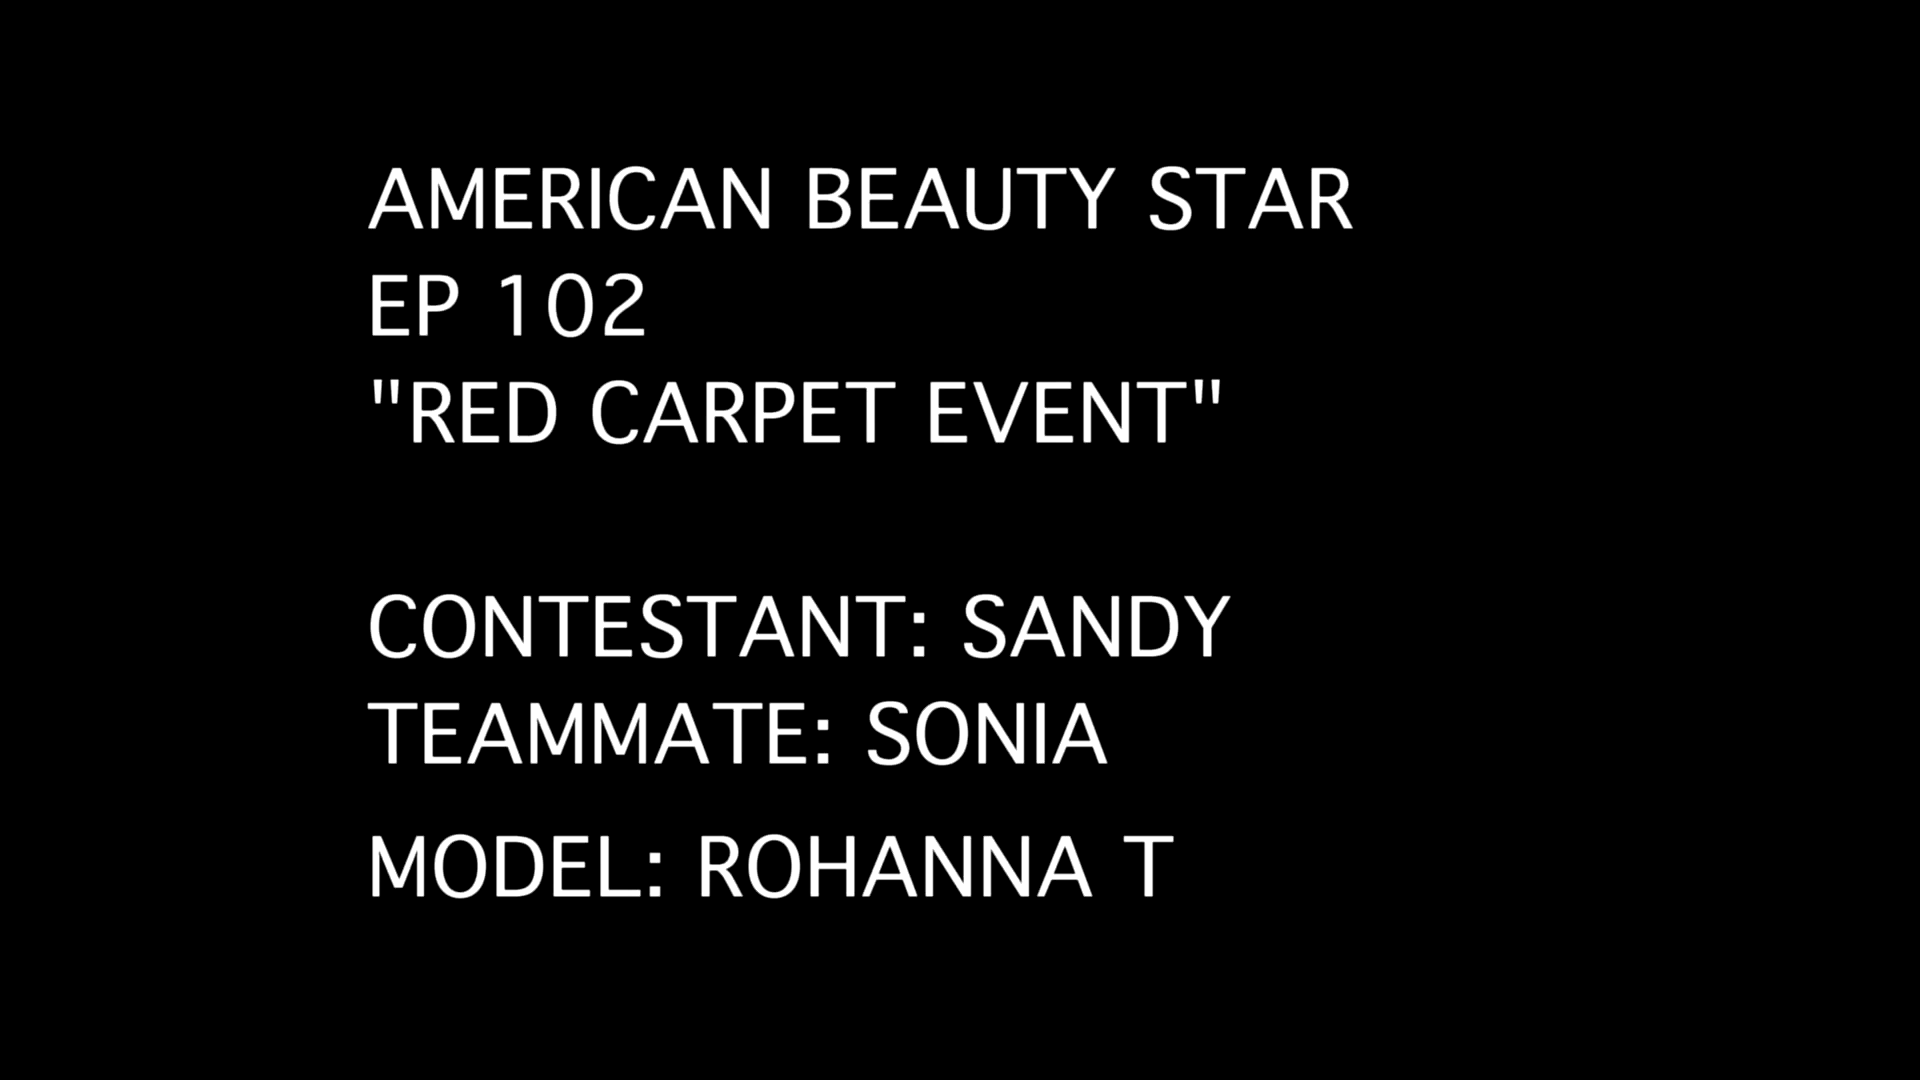 AMERICAN BEAUTY STAR
EP 102
"RED CARPET EVENT"
CONTESTANT: SANDY
TEAMMATE: SONIA
MODEL: ROHANNA T